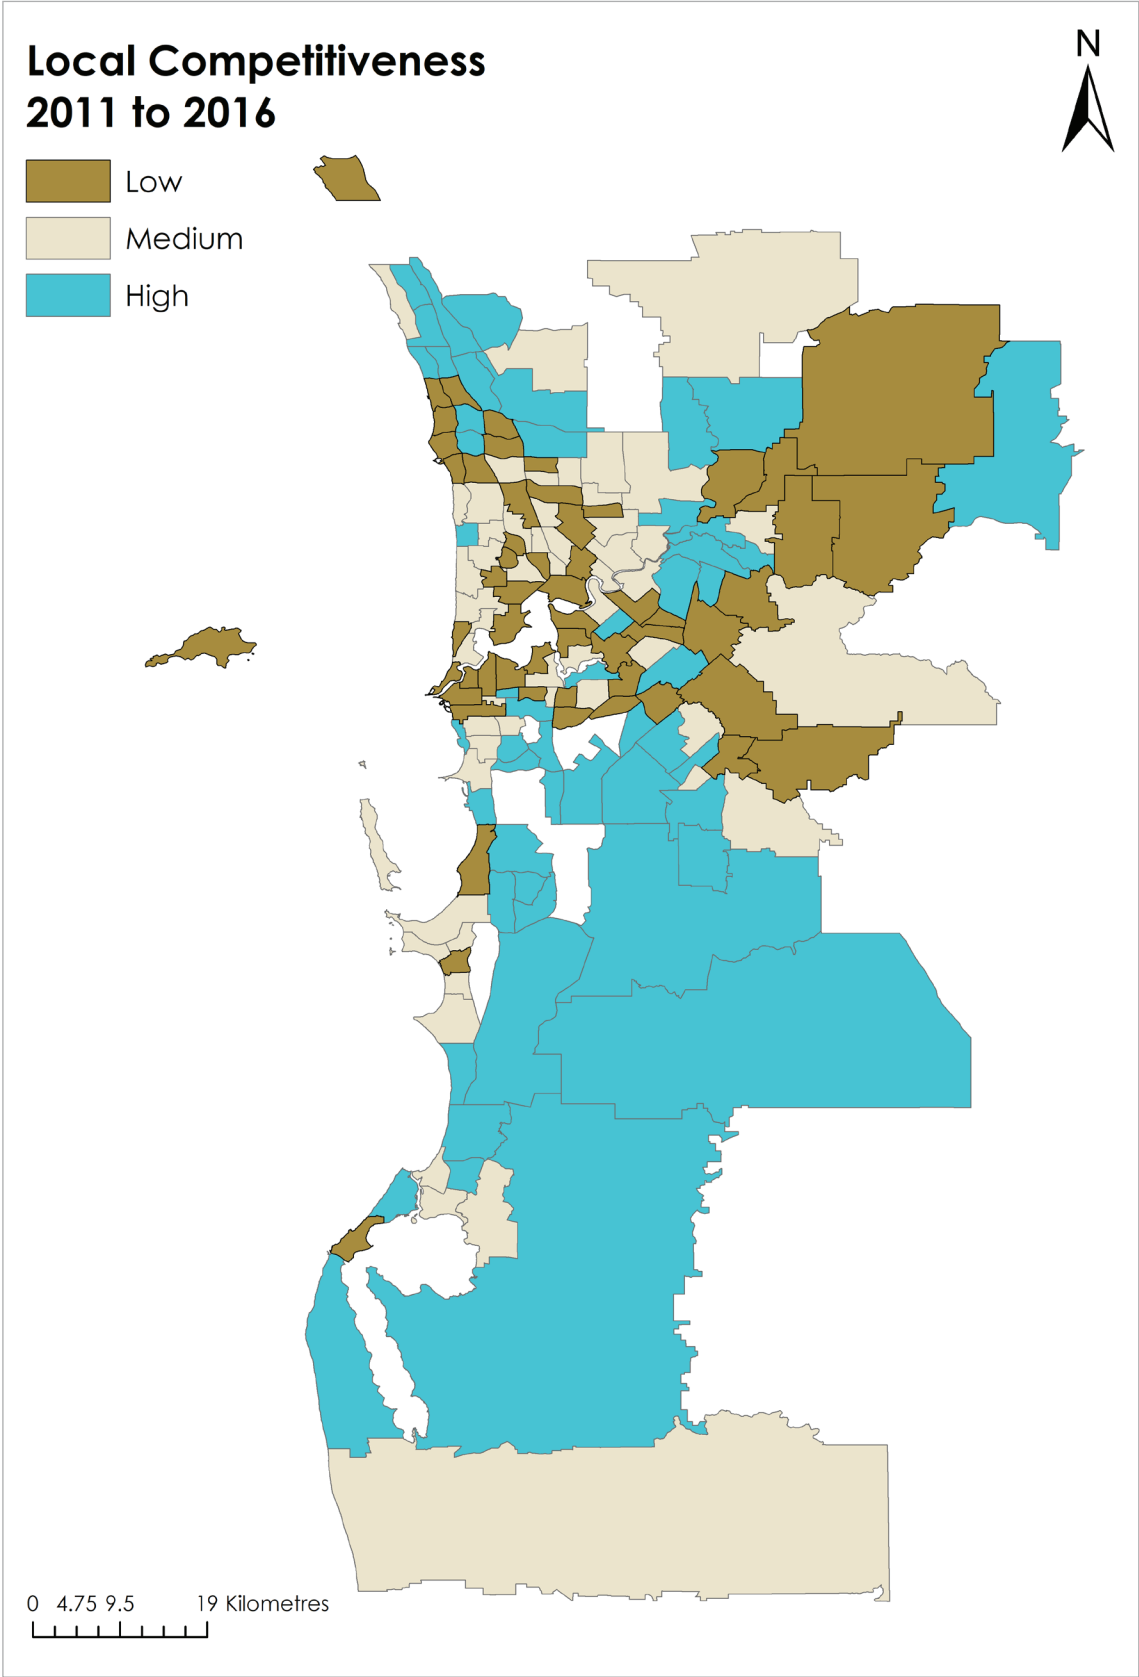 Local Competitiveness
2011 to 2016
N
Low
Medium
High
0 4.75 9.5 19 Kilometres